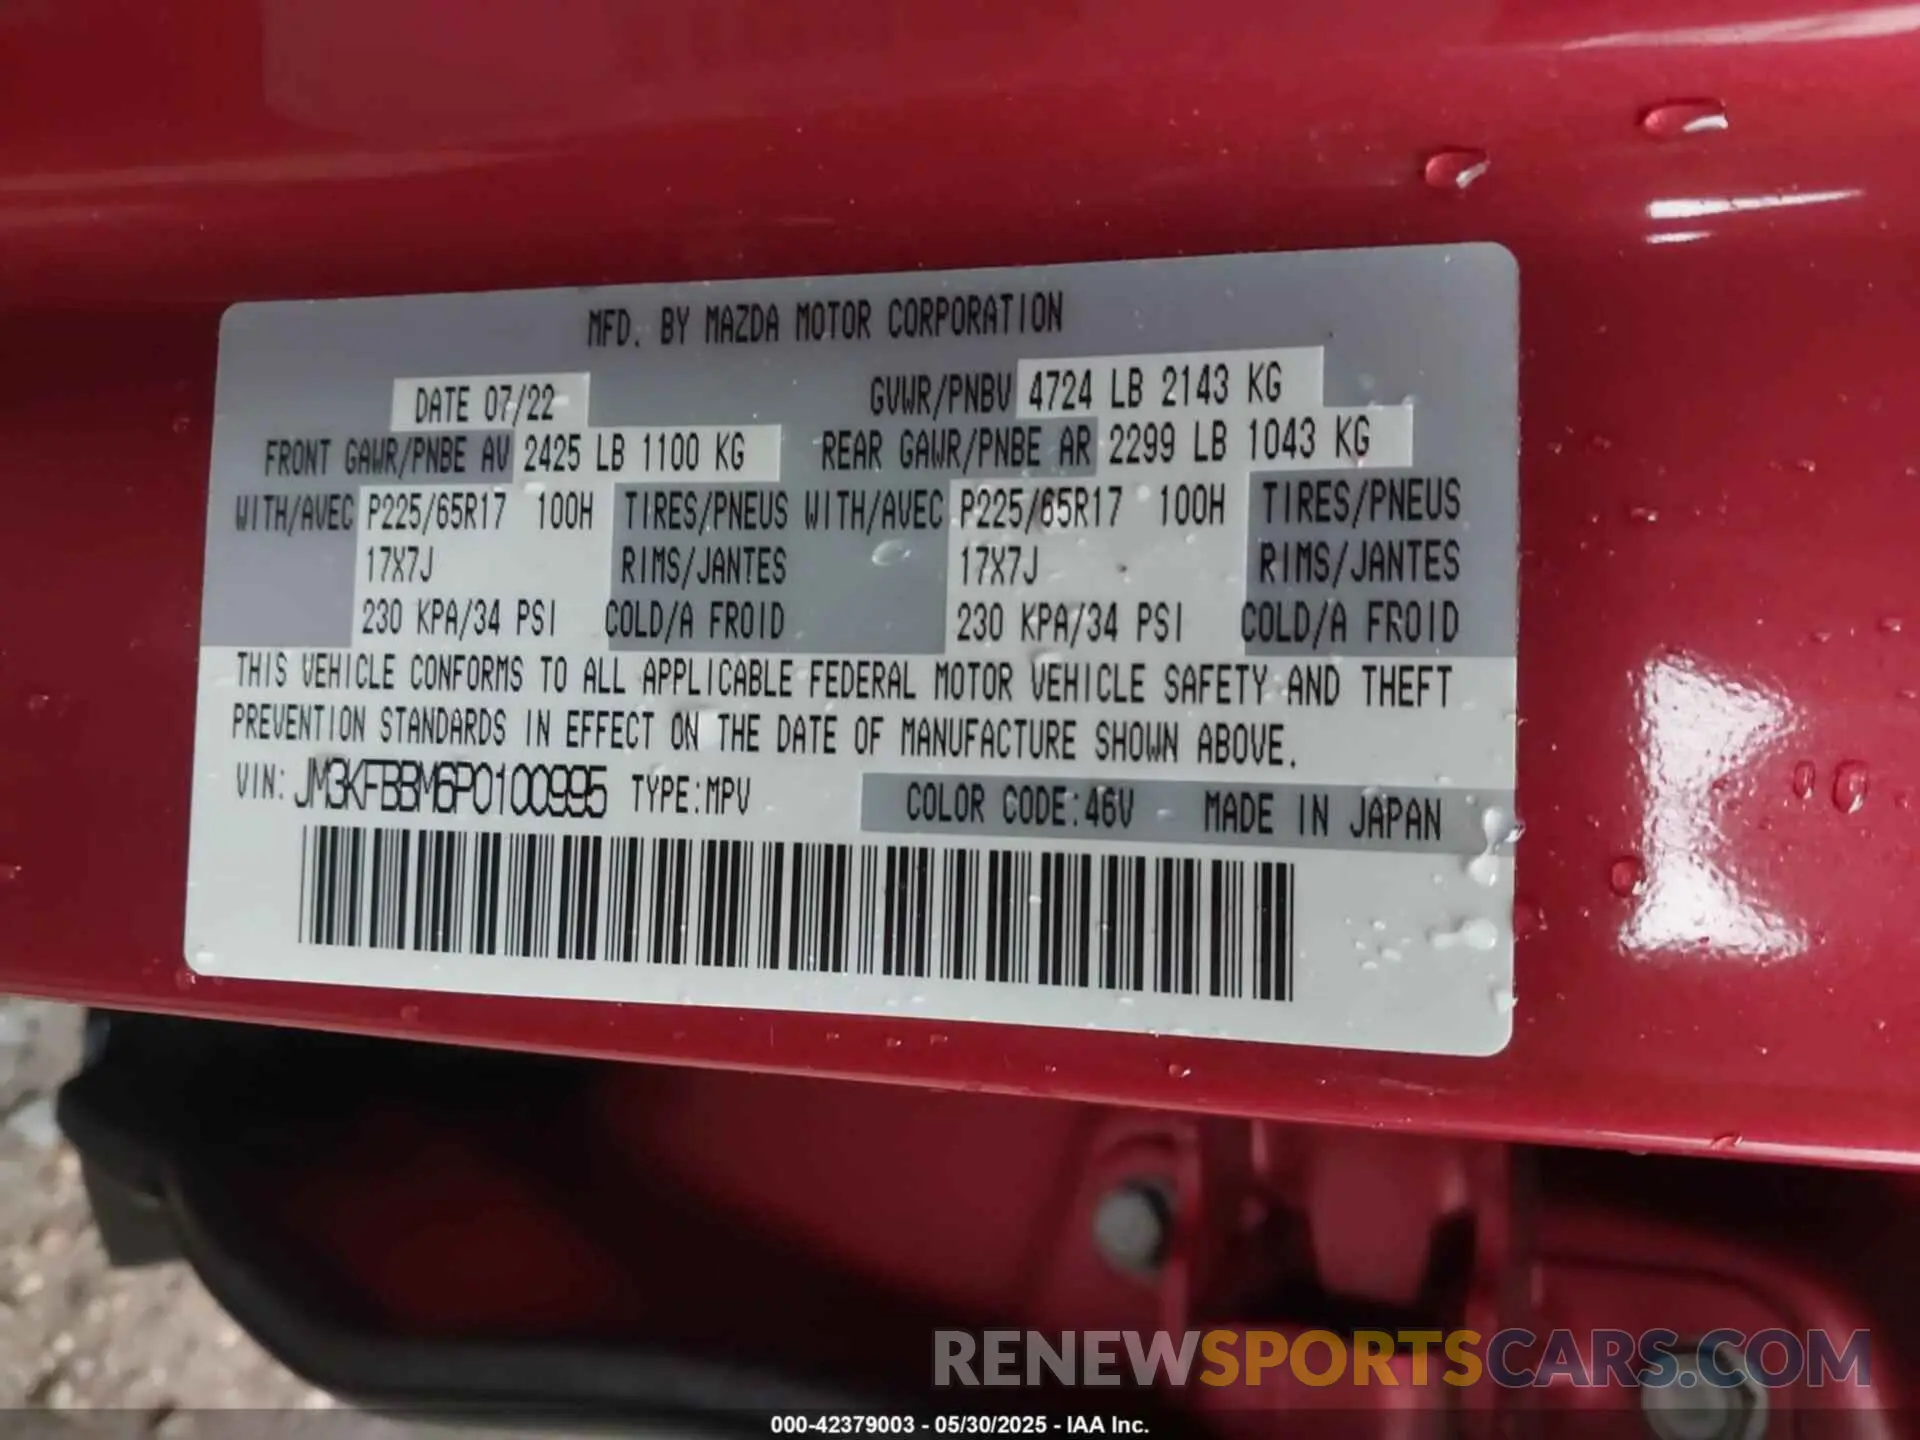 MFD. BY MAZDA MOTOR CORPORATION
DATE 07/22 GVWR/PNBV 4724 LB 2143 KG
FRONT GAWR/PNBE AV 2425 LB 1100 KG REAR GAWR/PNBE AR 2299 LB 1043 KG
WITH/AVEC P225/65R17 100H TIRES/PNEUS WITH/AVEC P225/65R17 100H TIRES/PNEUS
17X7J RIMS/JANTES 17X7J RIMS/JANTES
230 KPA/34 PSI COLD/A FROID 230 KPA/34 PSI COLD/A FROID
THIS VEHICLE CONFORMS TO ALL APPLICABLE FEDERAL MOTOR VEHICLE SAFETY AND THEFT
PREVENTION STANDARDS IN EFFECT ON THE DATE OF MANUFACTURE SHOWN ABOVE.
VIN: JM3KFBBM6P0100995 TYPE:MPV COLOR CODE:46V MADE IN JAPAN
RENEWSPORTSCARS.COM
000-42379003 - 05/30/2025 - IAA Inc.